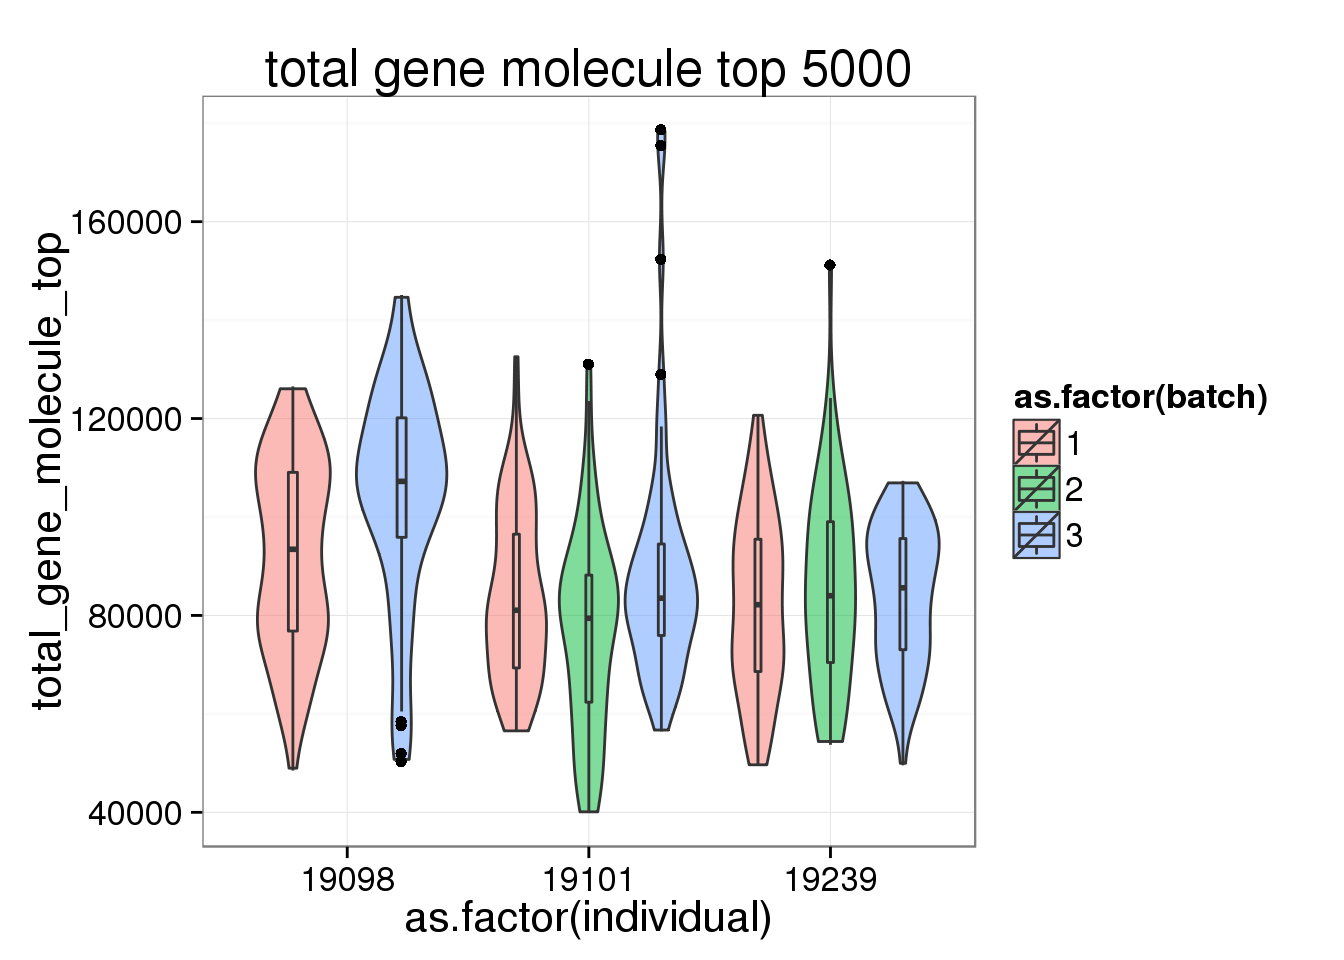 total gene molecule top 5000
total_gene_molecule_top
160000
120000
80000
40000
19098
19101
19239
as.factor(individual)
as.factor(batch)
1
2
3